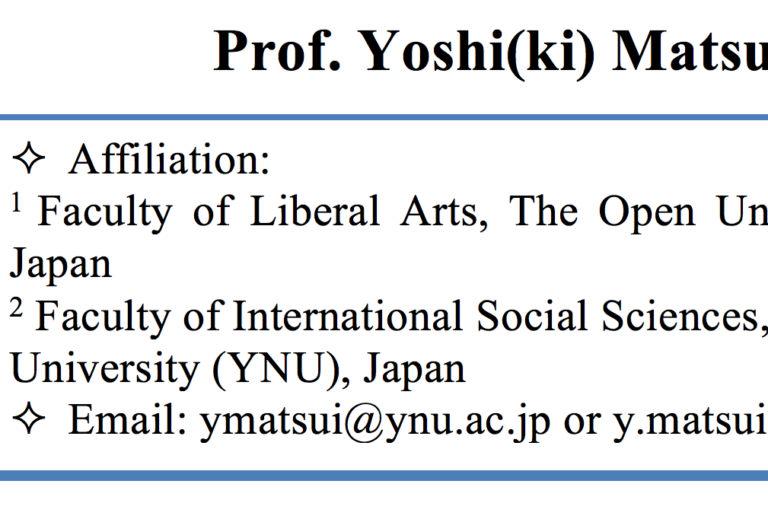 Prof. Yoshi(ki) Matsu
✧ Affiliation:
¹ Faculty of Liberal Arts, The Open Un
Japan
² Faculty of International Social Sciences,
University (YNU), Japan
✧ Email: ymatsui@ynu.ac.jp or y.matsui